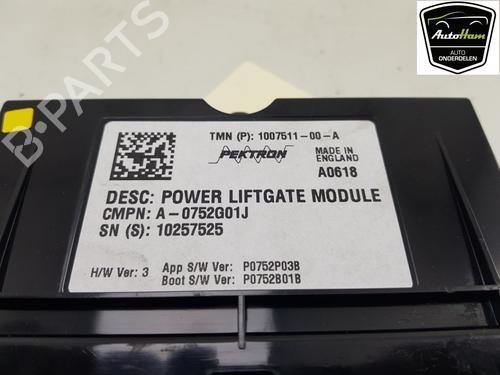 AutoHam
AUTO
ONDERDELEN
B-PARTS
TMN (P): 1007511-00-A
PEKTRON
MADE IN
ENGLAND
A0618
DESC: POWER LIFTGATE MODULE
CMPN: A-0752G01J
SN (S): 10257525
H/W Ver: 3 App S/W Ver: P0752P03B
Boot S/W Ver: P0752B01B